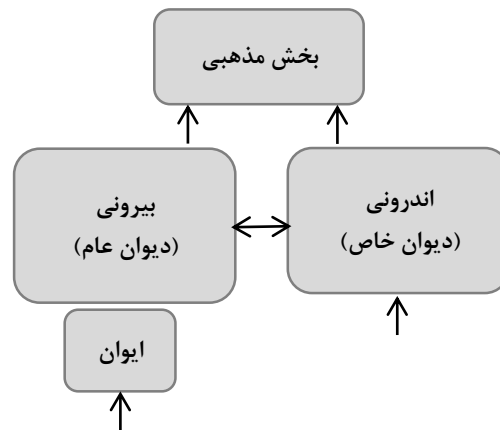 بخش مذهبی
اندرونی
(دیوان خاص)
بیرونی
(دیوان عام)
ایوان